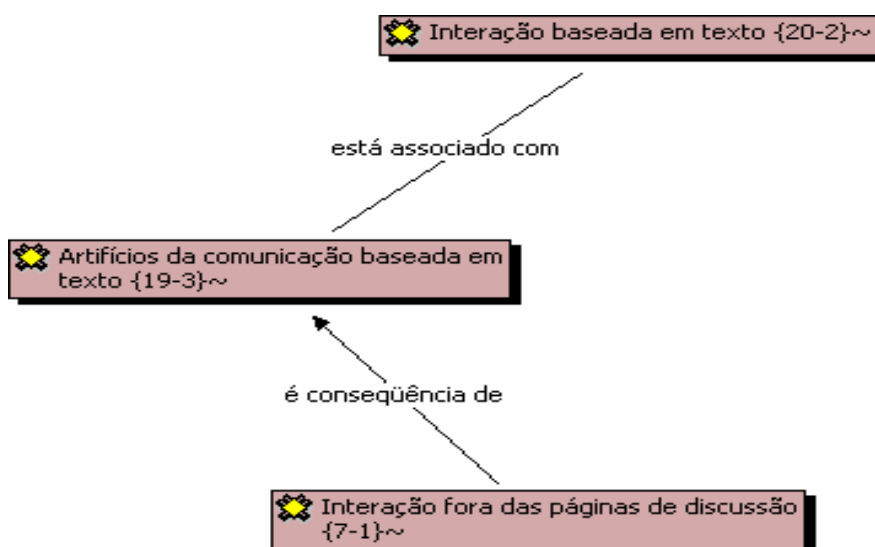 Interação baseada em texto {20-2}~
está associado com
Artifícios da comunicação baseada em
texto {19-3}~
é conseqüência de
Interação fora das páginas de discussão
{7-1}~